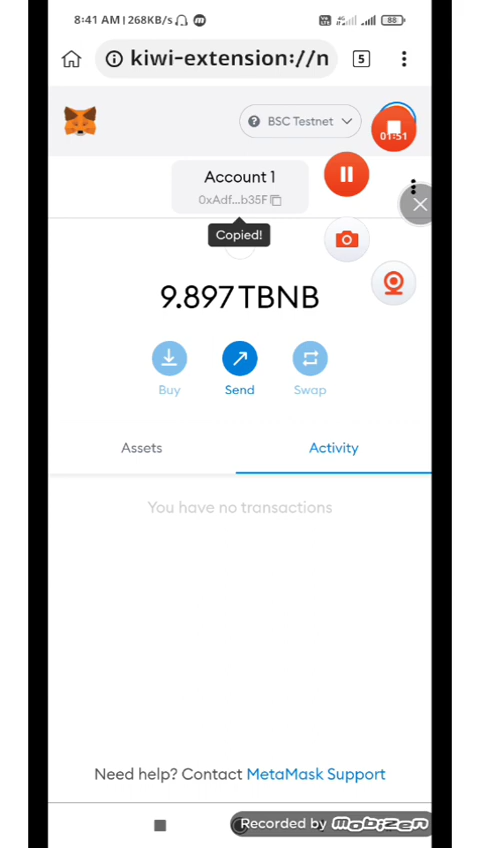 8:41 AM | 268KB/s
88
kiwi-extension://n
5
BSC Testnet
01:51
Account 1
0xAdf...b35F
Copied!
9.897 TBNB
Buy
Send
Swap
Assets
Activity
You have no transactions
Need help? Contact MetaMask Support
Recorded by mobizen